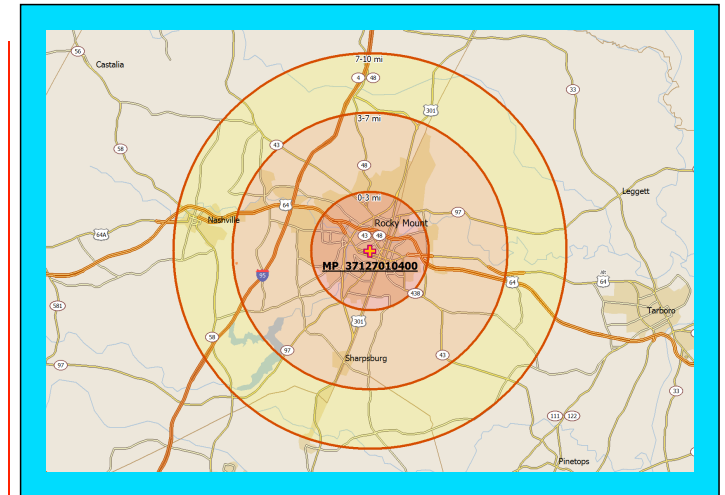 7-10 mi
56
Castalia
4 48
33
301
3-7 mi
43
58
48
0-3 mi
Leggett
64
97
Nashville
Rocky Mount
64A
43 48
MP 37127010400
95
64
64
43B
581
301
Tarboro
58
97
43
97
Sharpsburg
33
111 122
Pinetops